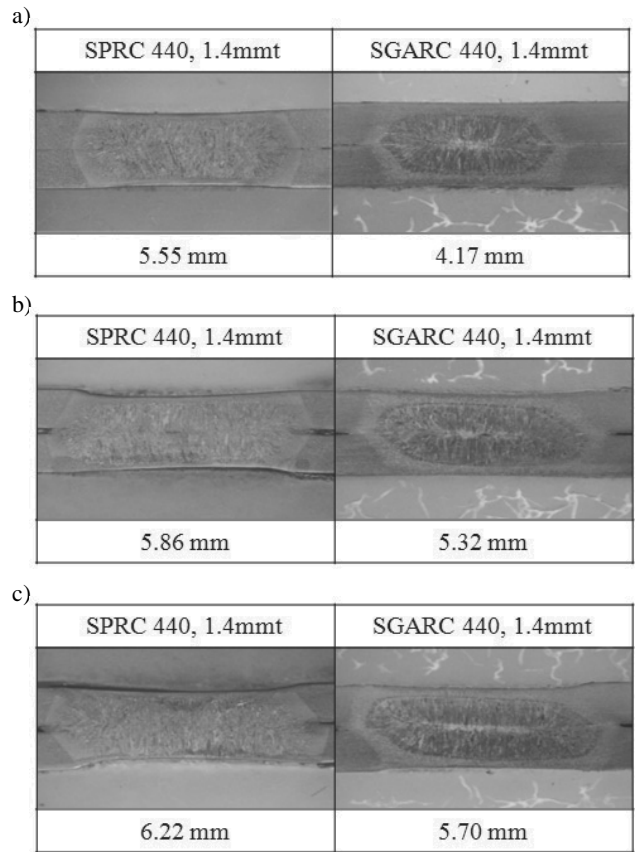 a)
SPRC 440, 1.4mmt SGARC 440, 1.4mmt
5.55 mm 4.17 mm
b)
SPRC 440, 1.4mmt SGARC 440, 1.4mmt
5.86 mm 5.32 mm
c)
SPRC 440, 1.4mmt SGARC 440, 1.4mmt
6.22 mm 5.70 mm